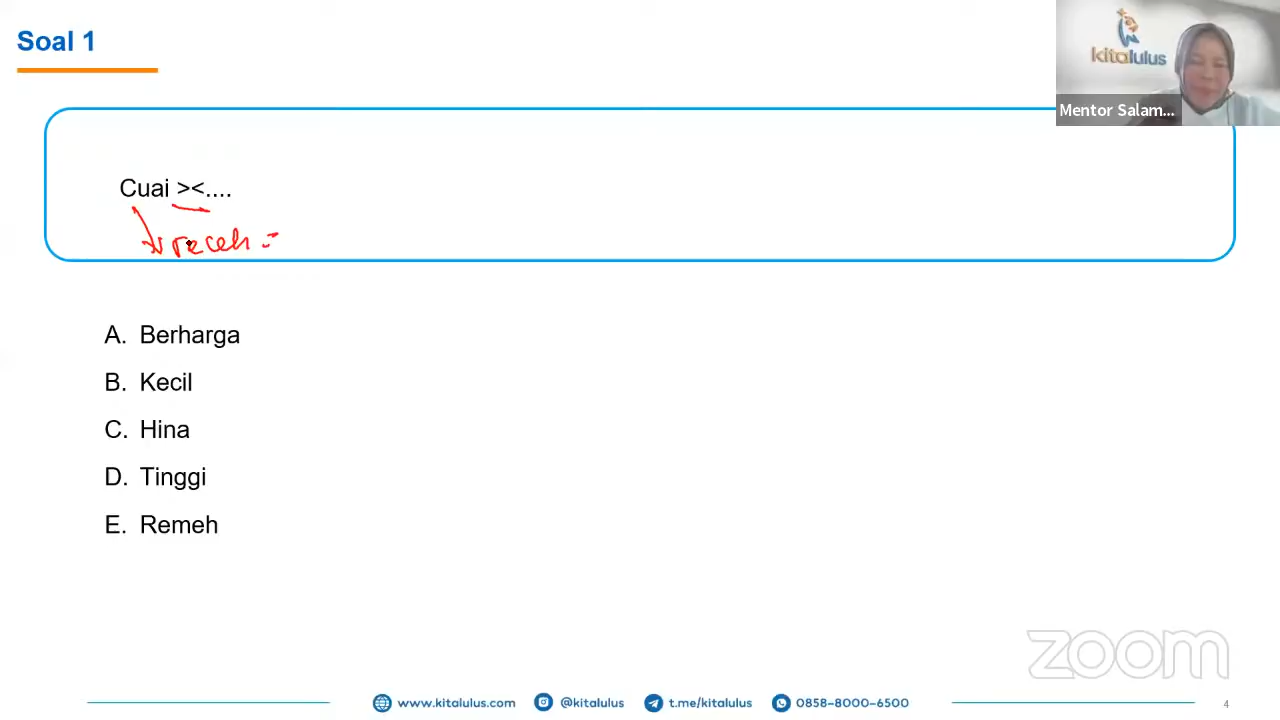 Soal 1
kitalulus
Mentor Salam...
Cuai ><....
receh =
A. Berharga
B. Kecil
C. Hina
D. Tinggi
E. Remeh
zoom
www.kitalulus.com @kitalulus t.me/kitalulus 0858-8000-6500
4